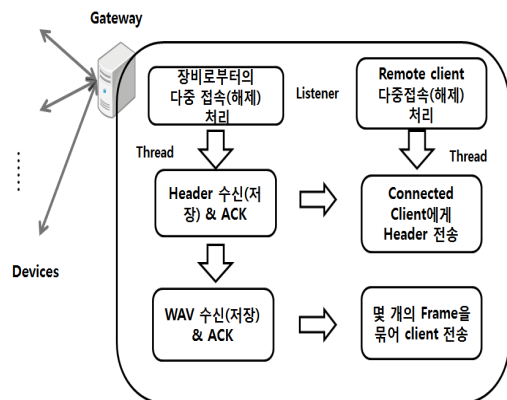 Gateway
장비로부터의
다중 접속(해제)
처리
Listener
Remote client
다중접속(해제)
처리
Thread
Thread
Header 수신(저
장) & ACK
Connected
Client에게
Header 전송
Devices
WAV 수신(저장)
& ACK
몇 개의 Frame을
묶어 client 전송